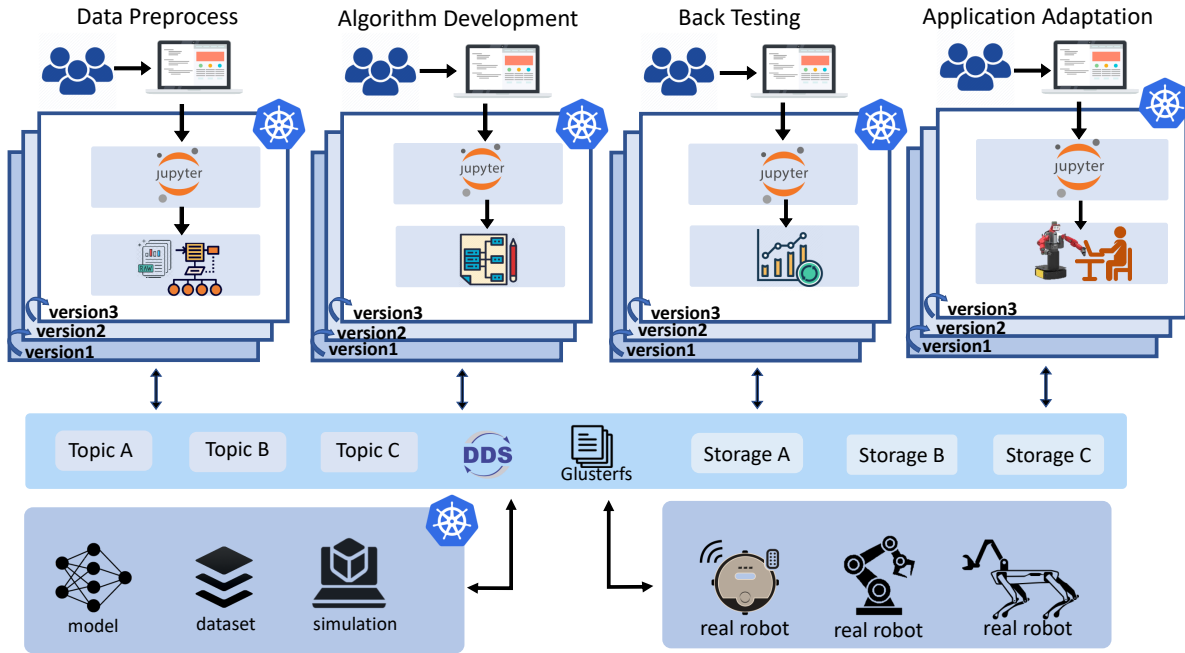 Data Preprocess
Algorithm Development
Back Testing
Application Adaptation
Jupyter
Jupyter
Jupyter
Jupyter
RAW
version3
version2
version1
version3
version2
version1
version3
version2
version1
version3
version2
version1
Topic A
Topic B
Topic C
DDS
Glusterfs
Storage A
Storage B
Storage C
model
dataset
simulation
real robot
real robot
real robot